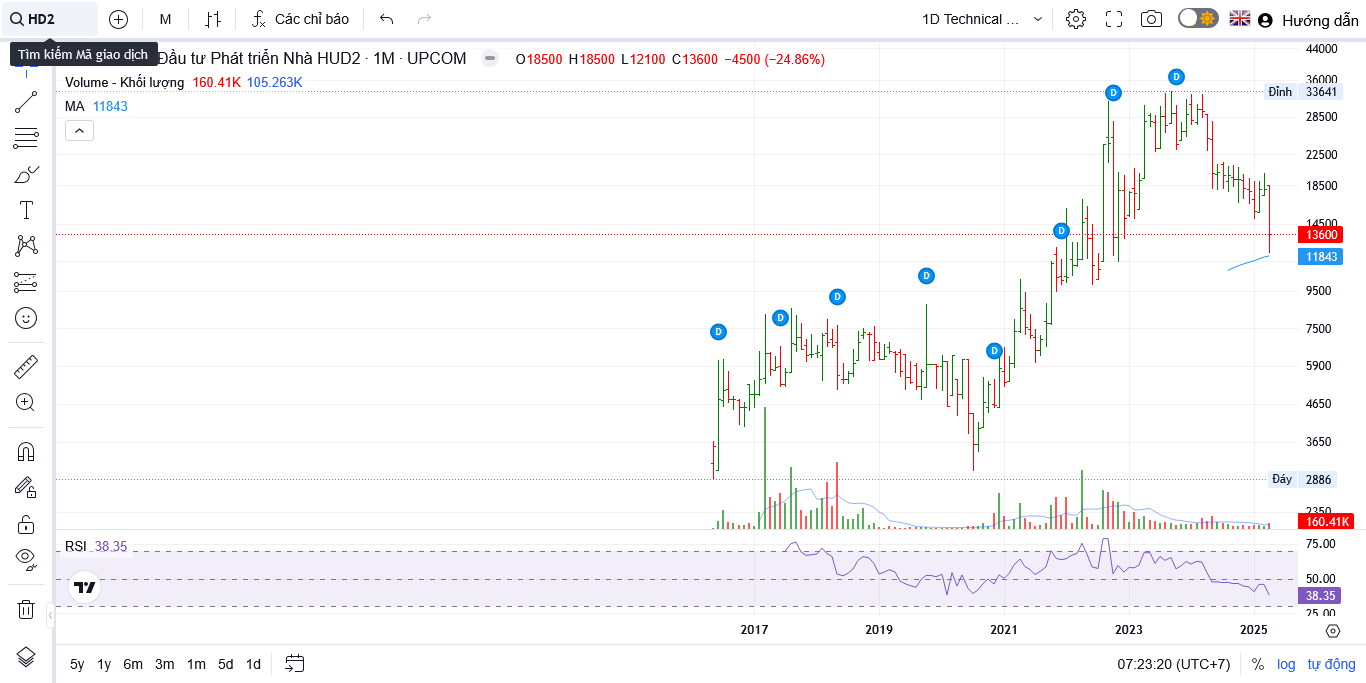 HD2 M Các chỉ báo 1D Technical ... Hướng dẫn
Tìm kiếm Mã giao dịch
Đầu tư Phát triển Nhà HUD2 · 1M · UPCOM O18500 H18500 L12100 C13600 −4500 (−24.86%)
Volume - Khối lượng 160.41K 105.263K
MA 11843
44000
36000
Đỉnh 33641
28500
22500
18500
14500
13600
11843
9500
7500
5900
4650
3650
Đáy 2886
2250
160.41K
D
D
D
D
D
D
D
D
RSI 38.35
75.00
50.00
38.35
25.00
2017 2019 2021 2023 2025
5y 1y 6m 3m 1m 5d 1d 07:23:20 (UTC+7) % log tự động